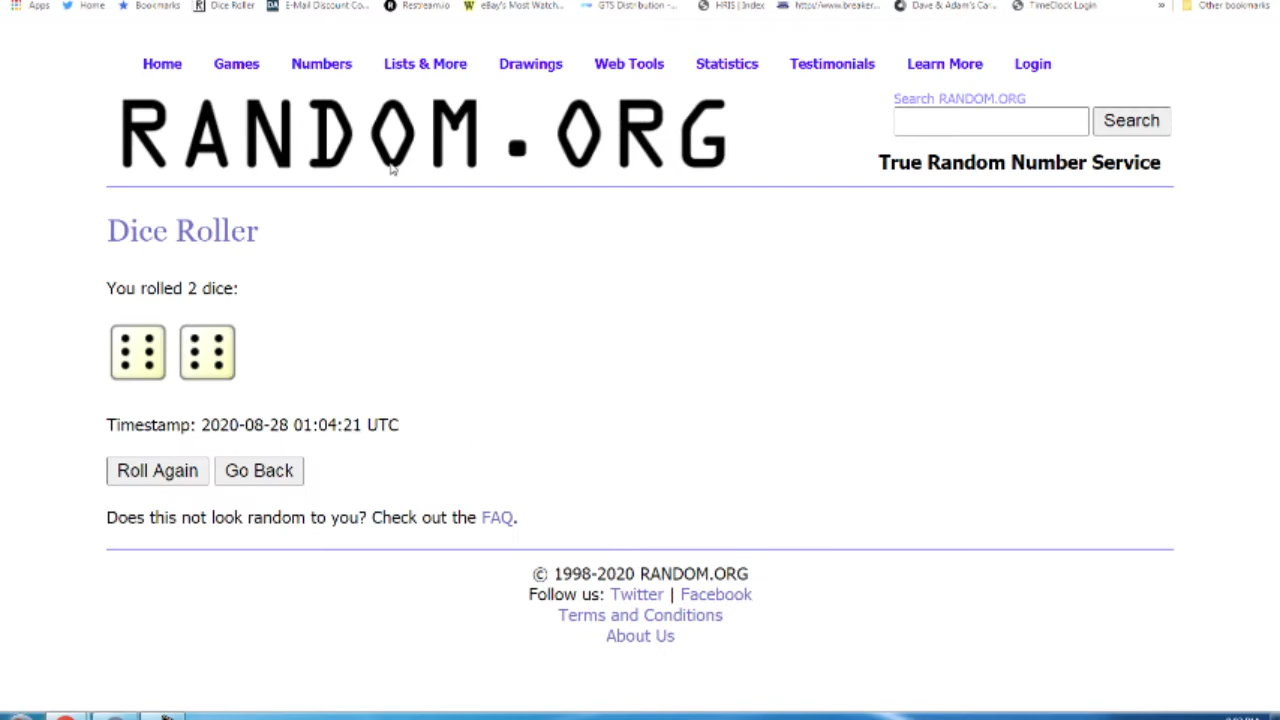 Apps Home Bookmarks Dice Roller E-Mail Discount Co... Restream.io eBay's Most Watch... GTS Distribution -... HRIS | Index http://www.breaker... Dave & Adam's Car... TimeClock Login » Other bookmarks
Home Games Numbers Lists & More Drawings Web Tools Statistics Testimonials Learn More Login
Search RANDOM.ORG
RANDOM.ORG
Search
True Random Number Service
Dice Roller
You rolled 2 dice:
Timestamp: 2020-08-28 01:04:21 UTC
Roll Again Go Back
Does this not look random to you? Check out the FAQ.
© 1998-2020 RANDOM.ORG
Follow us: Twitter | Facebook
Terms and Conditions
About Us